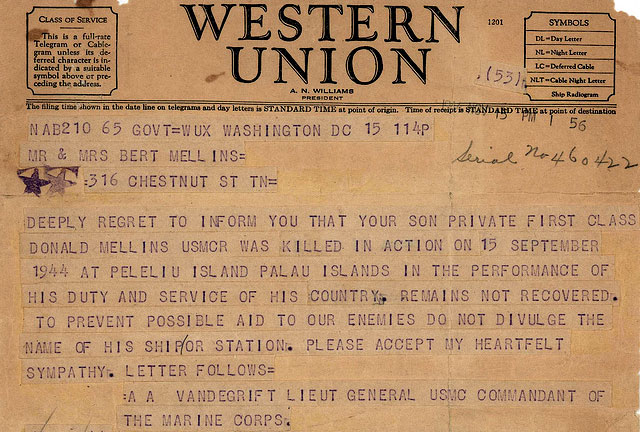 CLASS OF SERVICE
This is a full-rate
Telegram or Cable-
gram unless its de-
ferred character is in-
dicated by a suitable
symbol above or pre-
ceding the address.
WESTERN
UNION
A. N. WILLIAMS
PRESIDENT
1201
(53)
SYMBOLS
DL=Day Letter
NL=Night Letter
LC=Deferred Cable
NLT=Cable Night Letter
Ship Radiogram
The filing time shown in the date line on telegrams and day letters is STANDARD TIME at point of origin. Time of receipt is STANDARD TIME at point of destination
NAB210 65 GOVT=WUX WASHINGTON DC 15 114P
15 PM 1 56
MR & MRS BERT MELLINS=
Serial No 460422
:316 CHESTNUT ST TN=
DEEPLY REGRET TO INFORM YOU THAT YOUR SON PRIVATE FIRST CLASS
DONALD MELLINS USMCR WAS KILLED IN ACTION ON 15 SEPTEMBER
1944 AT PELELIU ISLAND PALAU ISLANDS IN THE PERFORMANCE OF
HIS DUTY AND SERVICE OF HIS COUNTRY. REMAINS NOT RECOVERED.
TO PREVENT POSSIBLE AID TO OUR ENEMIES DO NOT DIVULGE THE
NAME OF HIS SHIP/OR STATION. PLEASE ACCEPT MY HEARTFELT
SYMPATHY. LETTER FOLLOWS=
:A A VANDEGRIFT LIEUT GENERAL USMC COMMANDANT OF
THE MARINE CORPS.